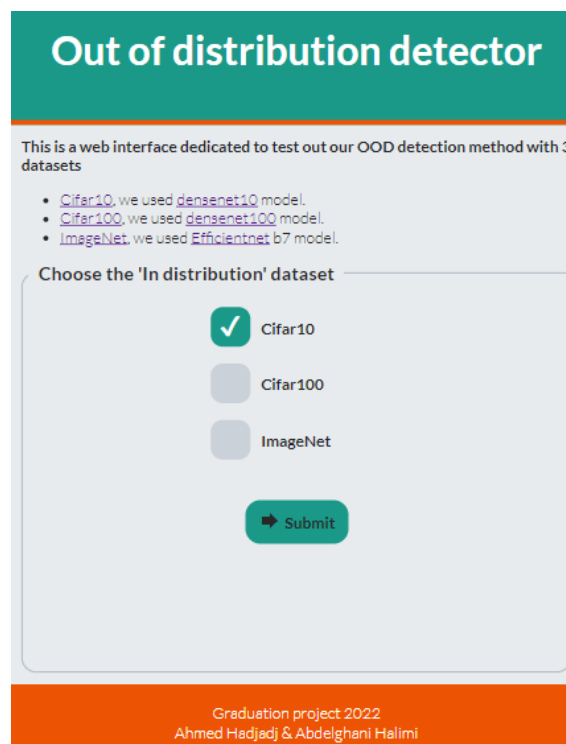 Out of distribution detector
This is a web interface dedicated to test out our OOD detection method with 3
datasets
• Cifar10, we used densenet10 model.
• Cifar100, we used densenet100 model.
• ImageNet, we used Efficientnet b7 model.
Choose the 'In distribution' dataset
Cifar10
Cifar100
ImageNet
Submit
Graduation project 2022
Ahmed Hadjadj & Abdelghani Halimi